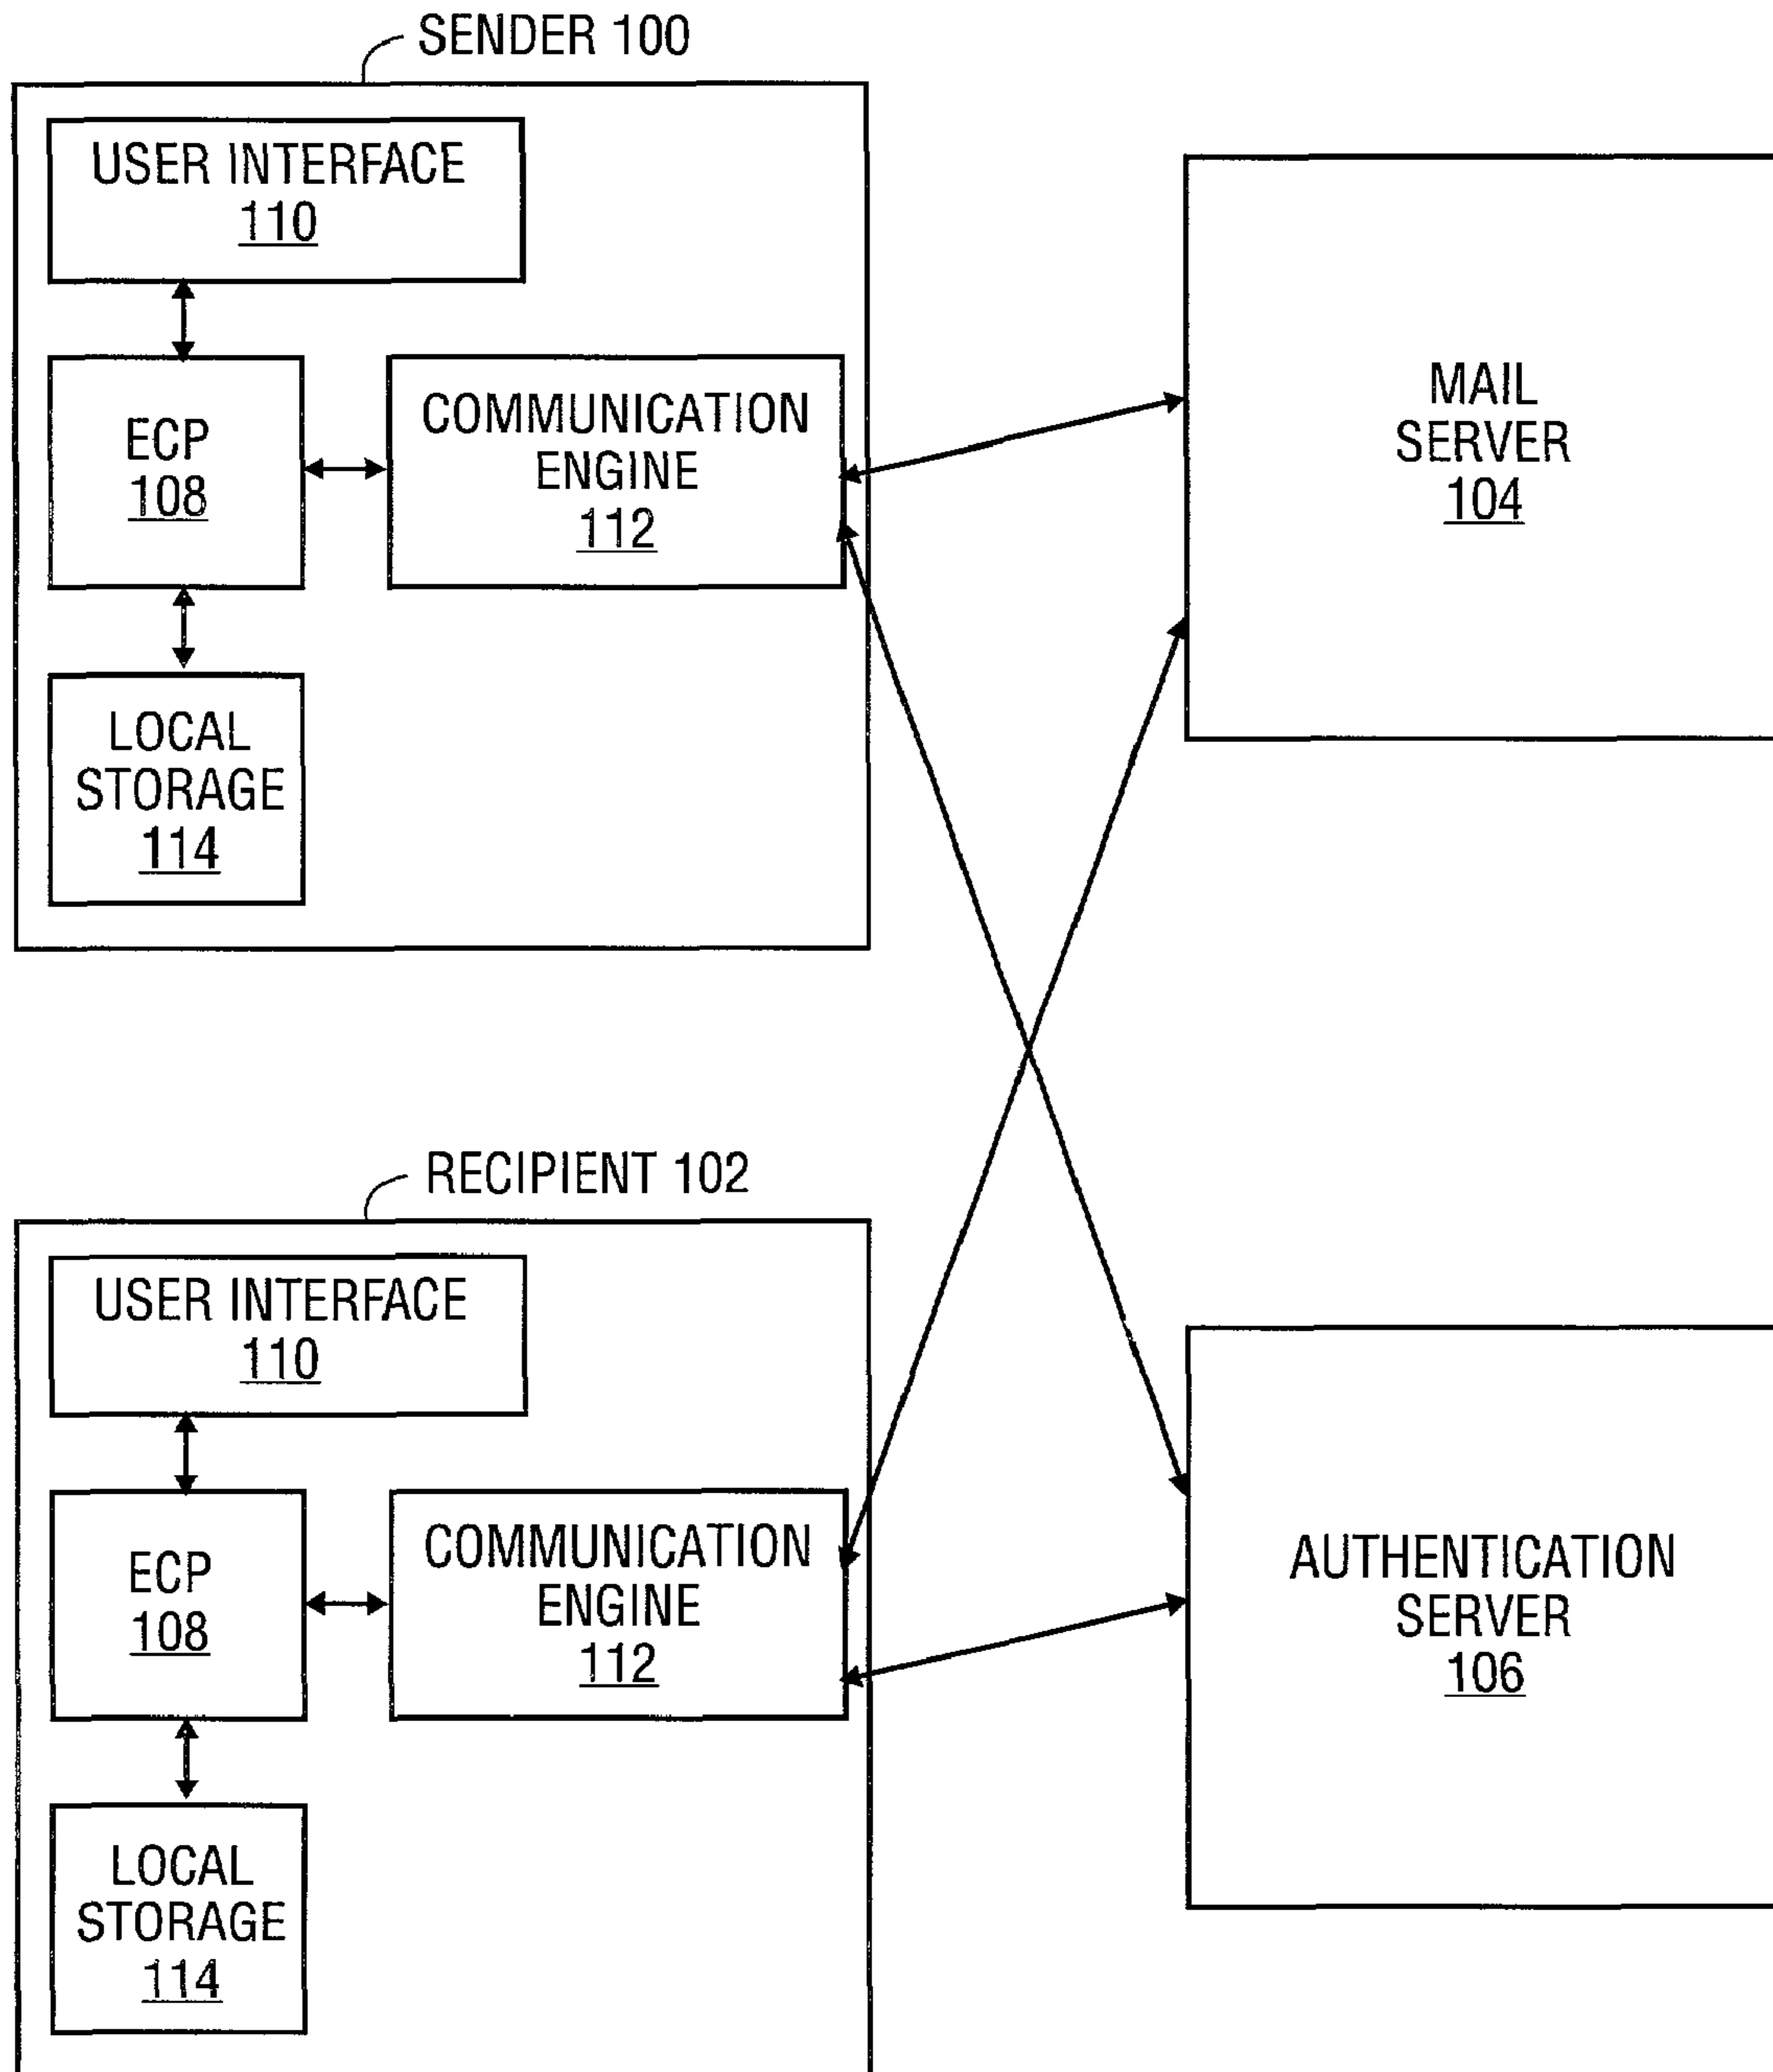 SENDER 100
USER INTERFACE
110
ECP
108
COMMUNICATION
ENGINE
112
LOCAL
STORAGE
114
MAIL
SERVER
104
RECIPIENT 102
USER INTERFACE
110
ECP
108
COMMUNICATION
ENGINE
112
LOCAL
STORAGE
114
AUTHENTICATION
SERVER
106